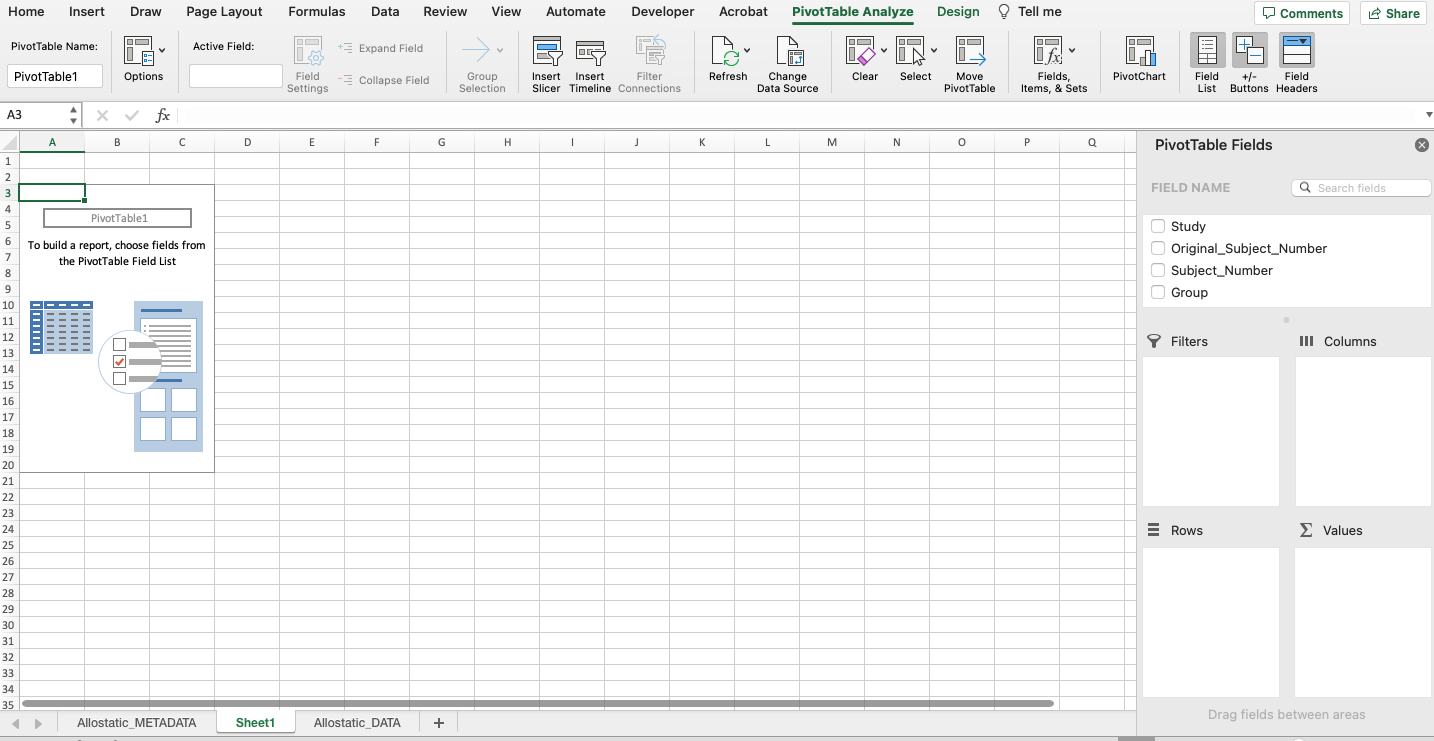 Home Insert Draw Page Layout Formulas Data Review View Automate Developer Acrobat PivotTable Analyze Design Tell me Comments Share
PivotTable Name:
PivotTable1
Options
Active Field:
Field Settings
Expand Field
Collapse Field
Group Selection
Insert Slicer
Insert Timeline
Filter Connections
Refresh
Change Data Source
Clear
Select
Move PivotTable
Fields, Items, & Sets
PivotChart
Field List
+/- Buttons
Field Headers
A3 fx
A B C D E F G H I J K L M N O P Q
1
2
3
4
5
6
7
8
9
10
11
12
13
14
15
16
17
18
19
20
21
22
23
24
25
26
27
28
29
30
31
32
33
34
35
PivotTable1
To build a report, choose fields from
the PivotTable Field List
PivotTable Fields
FIELD NAME Search fields
Study
Original_Subject_Number
Subject_Number
Group
Filters Columns
Rows Values
Drag fields between areas
Allostatic_METADATA Sheet1 Allostatic_DATA +